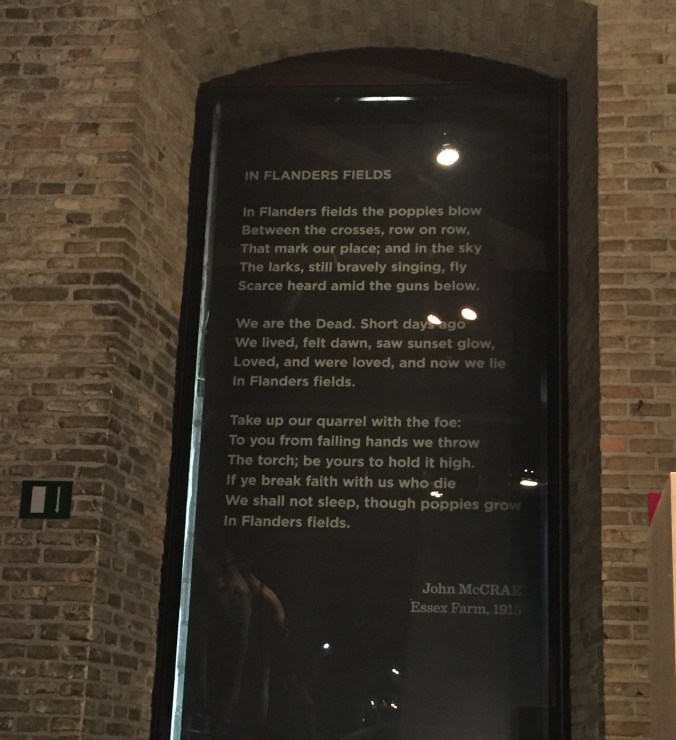 IN FLANDERS FIELDS
In Flanders fields the poppies blow
Between the crosses, row on row,
That mark our place; and in the sky
The larks, still bravely singing, fly
Scarce heard amid the guns below.
We are the Dead. Short days ago
We lived, felt dawn, saw sunset glow,
Loved, and were loved, and now we lie
In Flanders fields.
Take up our quarrel with the foe:
To you from failing hands we throw
The torch; be yours to hold it high.
If ye break faith with us who die
We shall not sleep, though poppies grow
In Flanders fields.
John McCRAE
Essex Farm, 1915